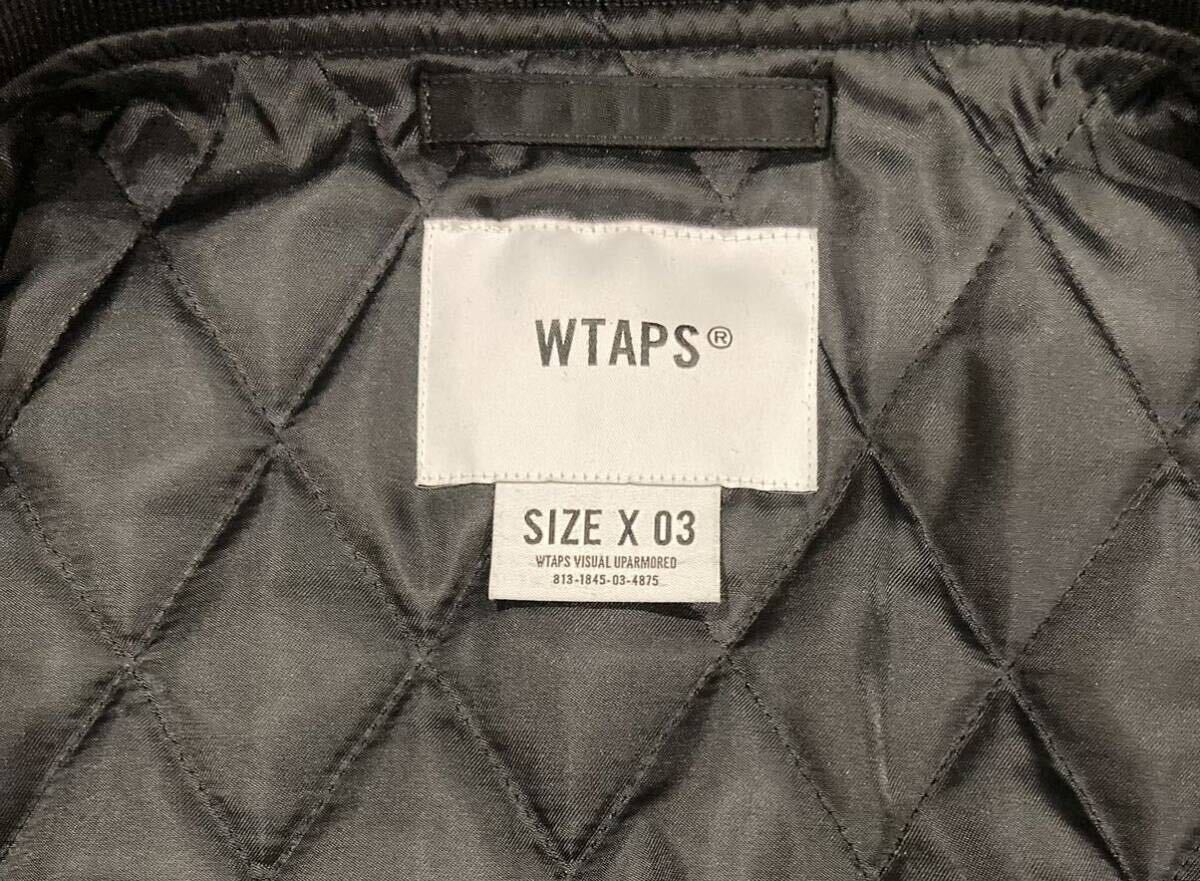 WTAPS®
SIZE X 03
WTAPS VISUAL UPARMORED
813-1845-03-4875